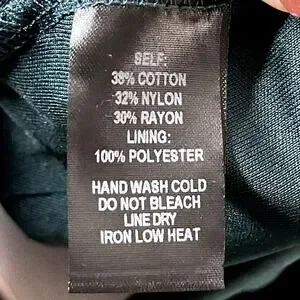 SELF:
38% COTTON
32% NYLON
30% RAYON
LINING:
100% POLYESTER
HAND WASH COLD
DO NOT BLEACH
LINE DRY
IRON LOW HEAT